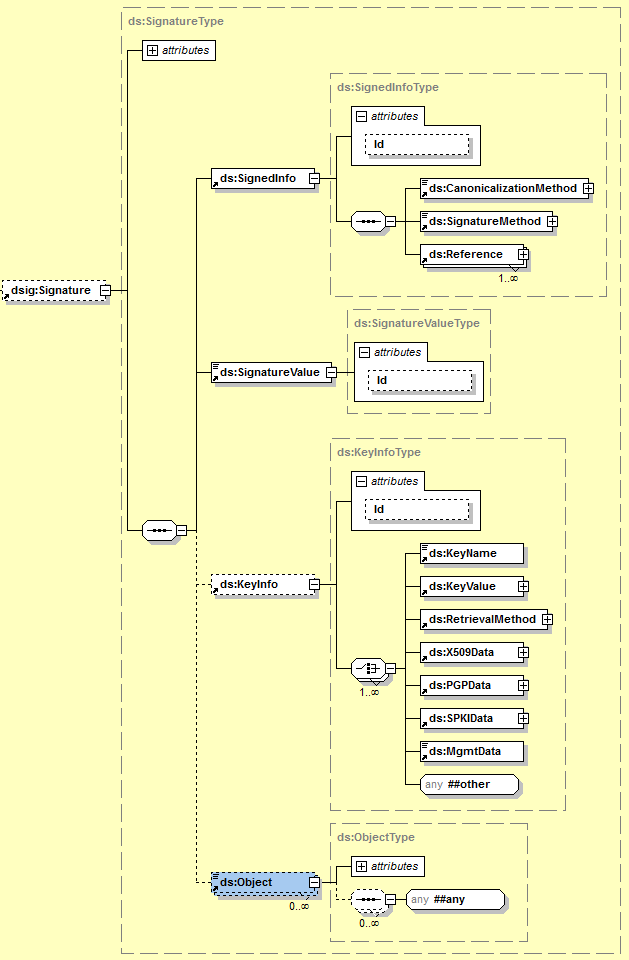 ds:SignatureType
attributes
ds:SignedInfoType
attributes
Id
ds:SignedInfo
ds:CanonicalizationMethod
ds:SignatureMethod
ds:Reference
1..∞
dsig:Signature
ds:SignatureValueType
attributes
ds:SignatureValue
Id
ds:KeyInfoType
attributes
Id
ds:KeyName
ds:KeyInfo
ds:KeyValue
ds:RetrievalMethod
ds:X509Data
ds:PGPData
1..∞
ds:SPKIData
ds:MgmtData
any ##other
ds:ObjectType
attributes
ds:Object
0..∞
any ##any
0..∞